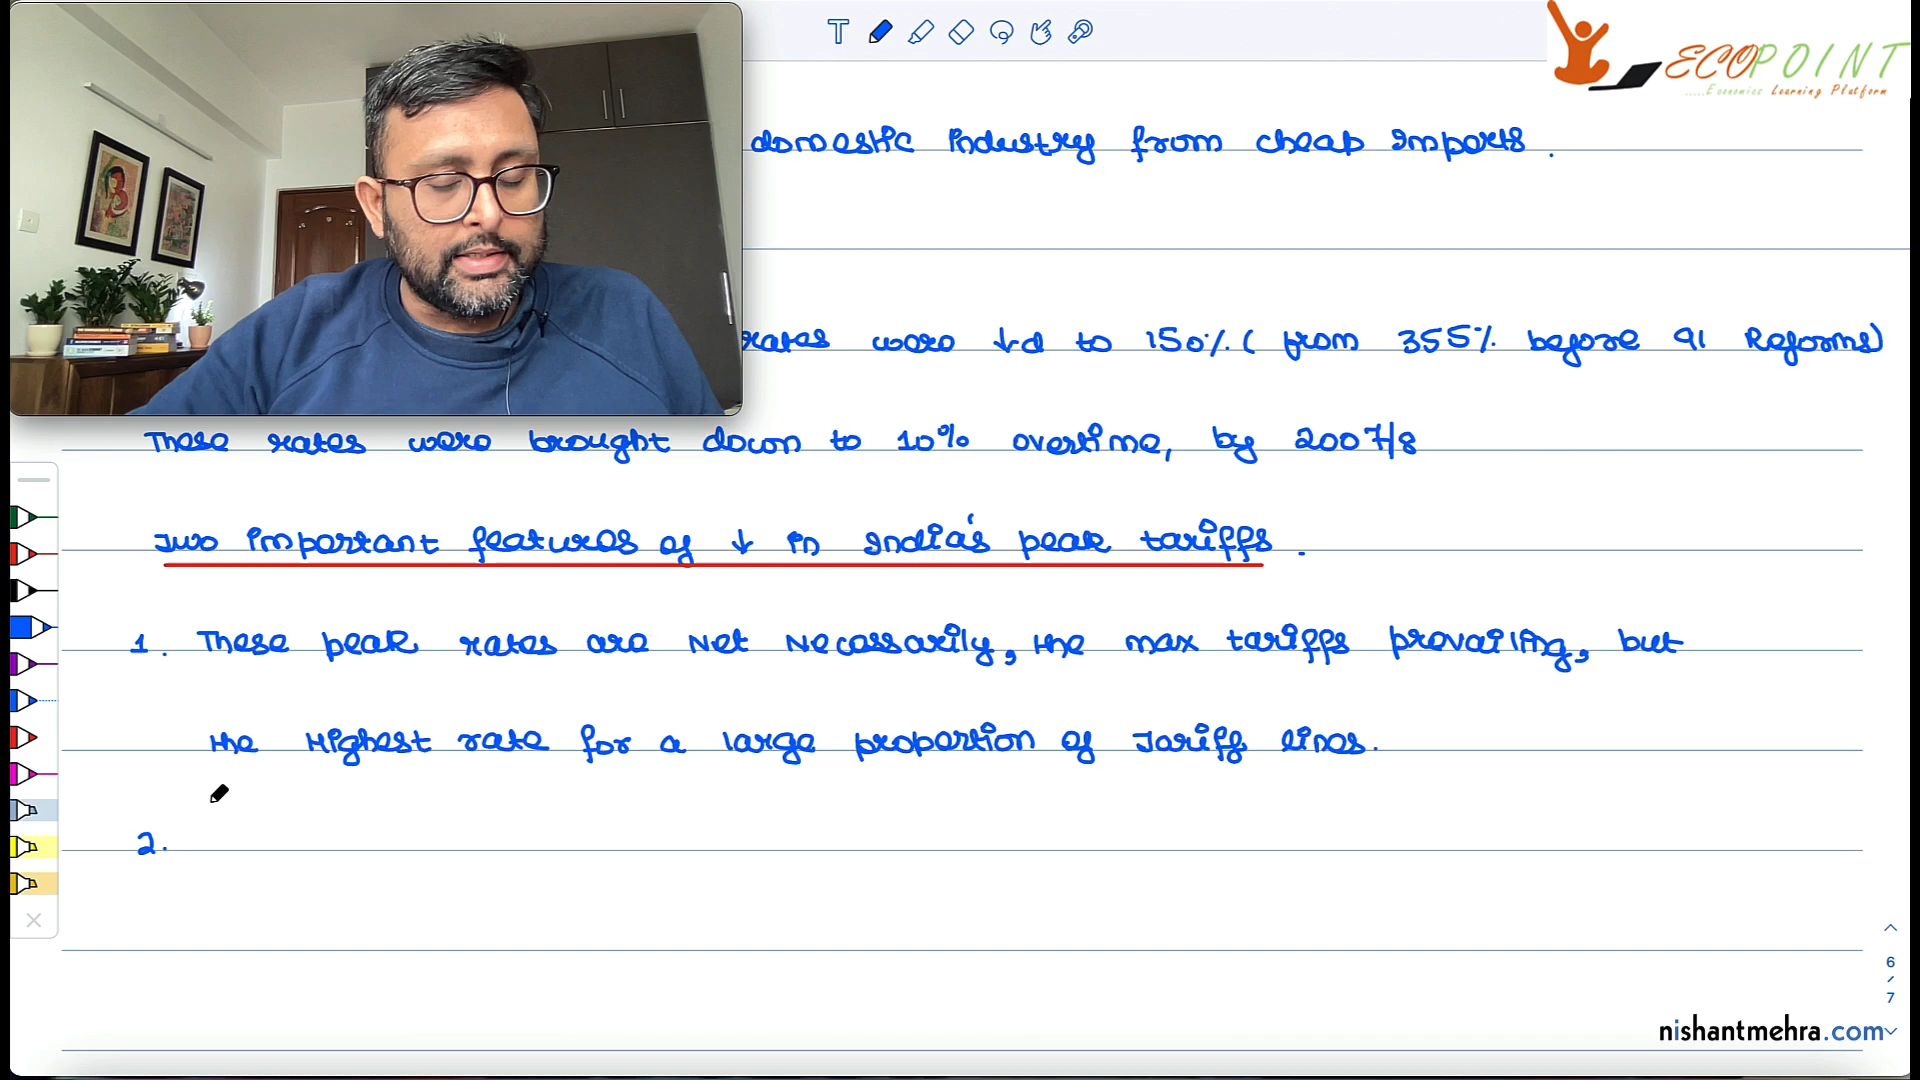 ECOPOINT
.....Economics Learning Platform
domestic industry from cheap imports.
rates were ↓d to 150% (from 355% before 91 Reforms)
These rates were brought down to 10% overtime, by 2007/8
Two important features of ↓ in India's peak tariffs.
1. These peak rates are Not Necessarily, the max tariffs prevailing, but
the Highest rate for a large proportion of Tariff lines.
2.
6
/
7
nishantmehra.com